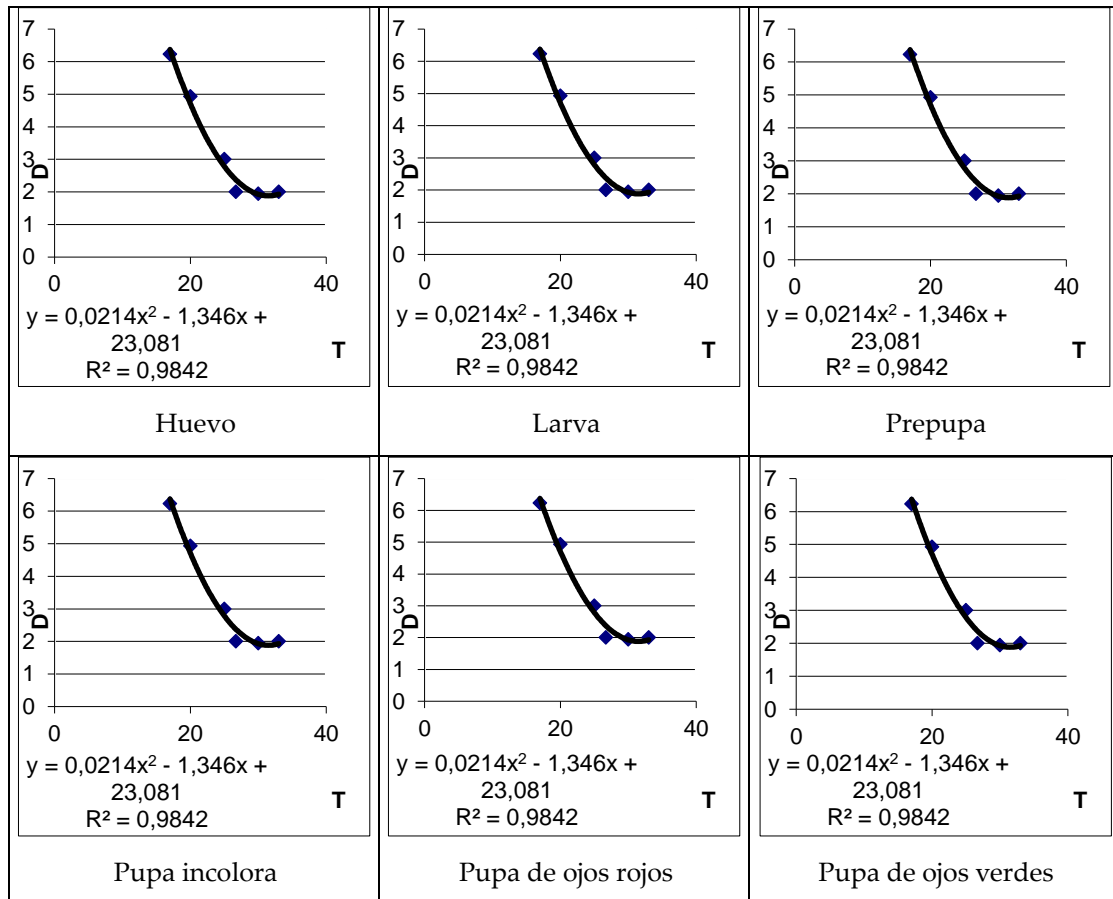 7
6
5
4
3
D
2
1
0
0 20 40
y = 0,0214x² - 1,346x +
23,081
R² = 0,9842
T
Huevo
7
6
5
4
3
D
2
1
0
0 20 40
y = 0,0214x² - 1,346x +
23,081
R² = 0,9842
T
Larva
7
6
5
4
3
D
2
1
0
0 20 40
y = 0,0214x² - 1,346x +
23,081
R² = 0,9842
T
Prepupa
7
6
5
4
3
D
2
1
0
0 20 40
y = 0,0214x² - 1,346x +
23,081
R² = 0,9842
T
Pupa incolora
7
6
5
4
3
D
2
1
0
0 20 40
y = 0,0214x² - 1,346x +
23,081
R² = 0,9842
T
Pupa de ojos rojos
7
6
5
4
3
D
2
1
0
0 20 40
y = 0,0214x² - 1,346x +
23,081
R² = 0,9842
T
Pupa de ojos verdes